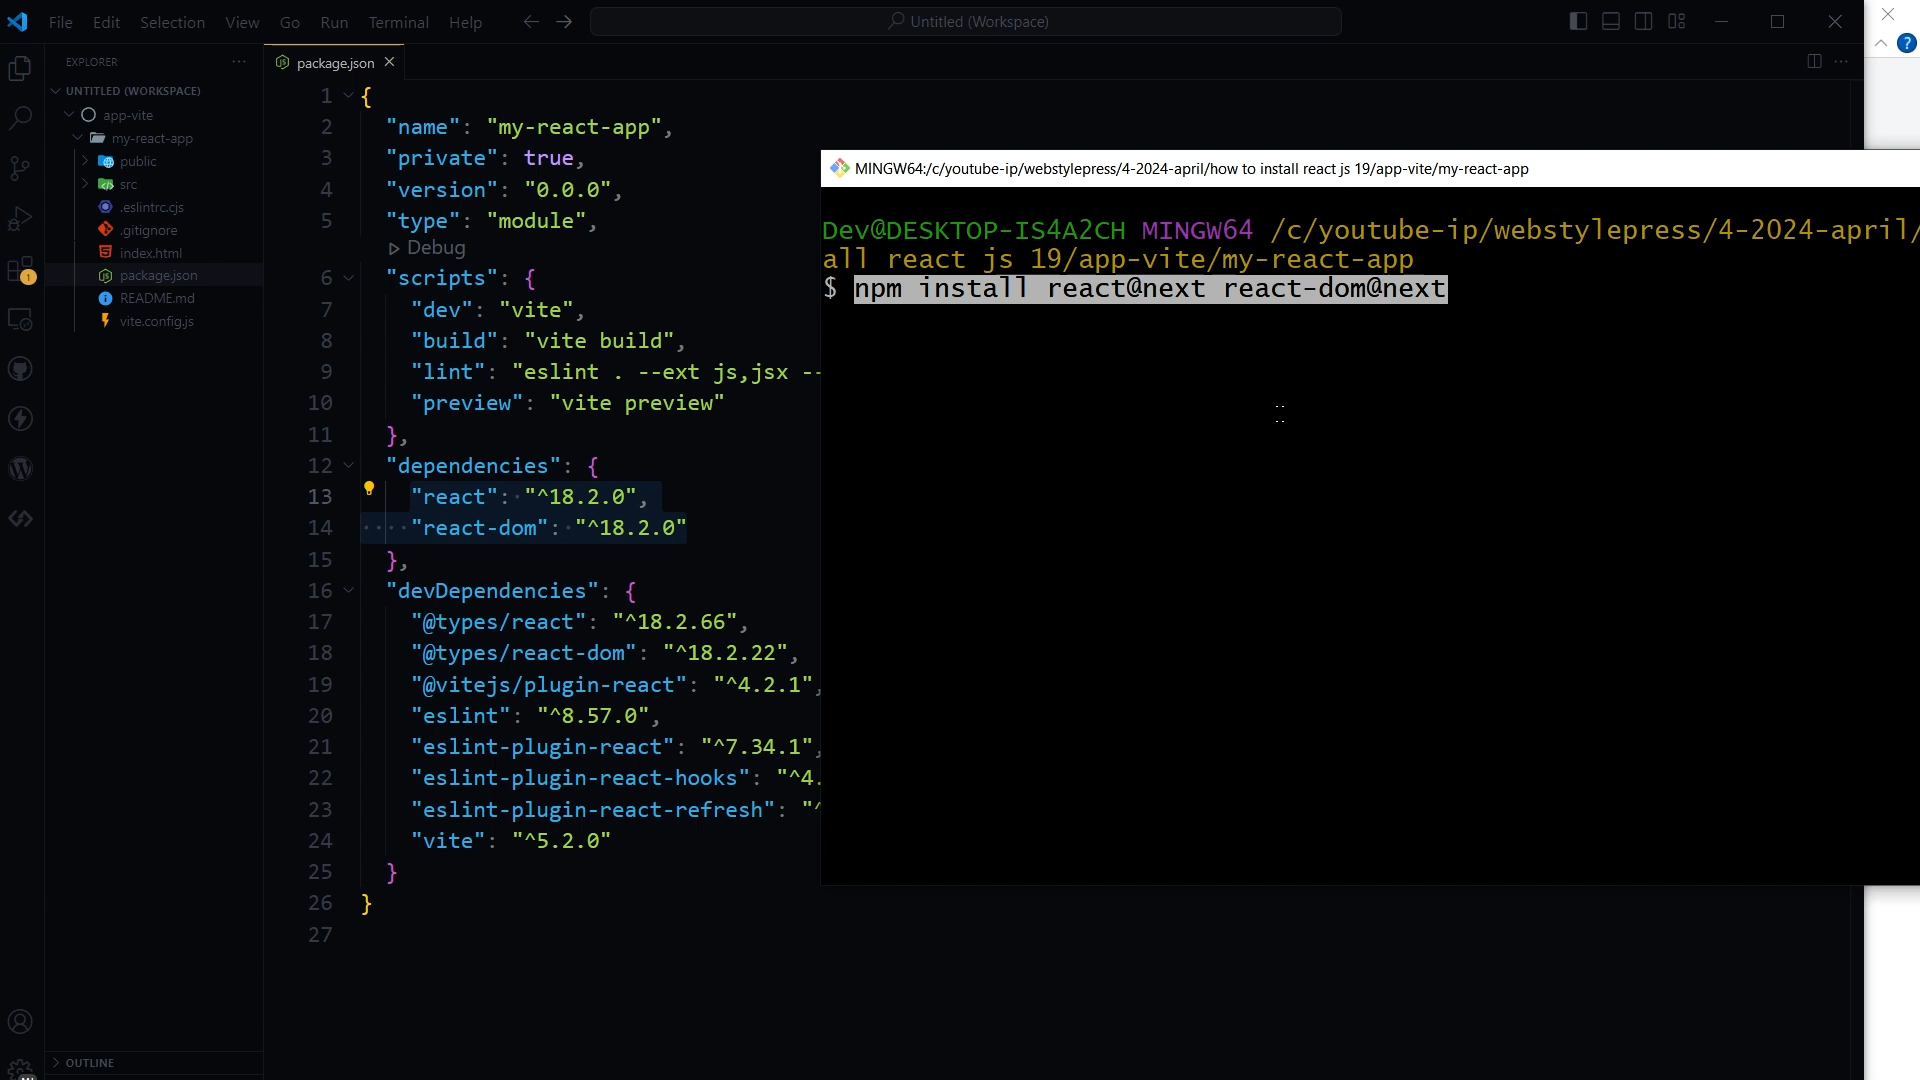 File Edit Selection View Go Run Terminal Help
Untitled (Workspace)
EXPLORER
UNTITLED (WORKSPACE)
app-vite
my-react-app
public
src
.eslintrc.cjs
.gitignore
index.html
package.json
README.md
vite.config.js
OUTLINE
1
package.json
1 {
2 "name": "my-react-app",
3 "private": true,
4 "version": "0.0.0",
5 "type": "module",
Debug
6 "scripts": {
7 "dev": "vite",
8 "build": "vite build",
9 "lint": "eslint . --ext js,jsx --
10 "preview": "vite preview"
11 },
12 "dependencies": {
13 "react": "^18.2.0",
14 "react-dom": "^18.2.0"
15 },
16 "devDependencies": {
17 "@types/react": "^18.2.66",
18 "@types/react-dom": "^18.2.22",
19 "@vitejs/plugin-react": "^4.2.1",
20 "eslint": "^8.57.0",
21 "eslint-plugin-react": "^7.34.1",
22 "eslint-plugin-react-hooks": "^4.
23 "eslint-plugin-react-refresh": "^
24 "vite": "^5.2.0"
25 }
26 }
27
MINGW64:/c/youtube-ip/webstylepress/4-2024-april/how to install react js 19/app-vite/my-react-app
Dev@DESKTOP-IS4A2CH MINGW64 /c/youtube-ip/webstylepress/4-2024-april/
all react js 19/app-vite/my-react-app
$ npm install react@next react-dom@next
?